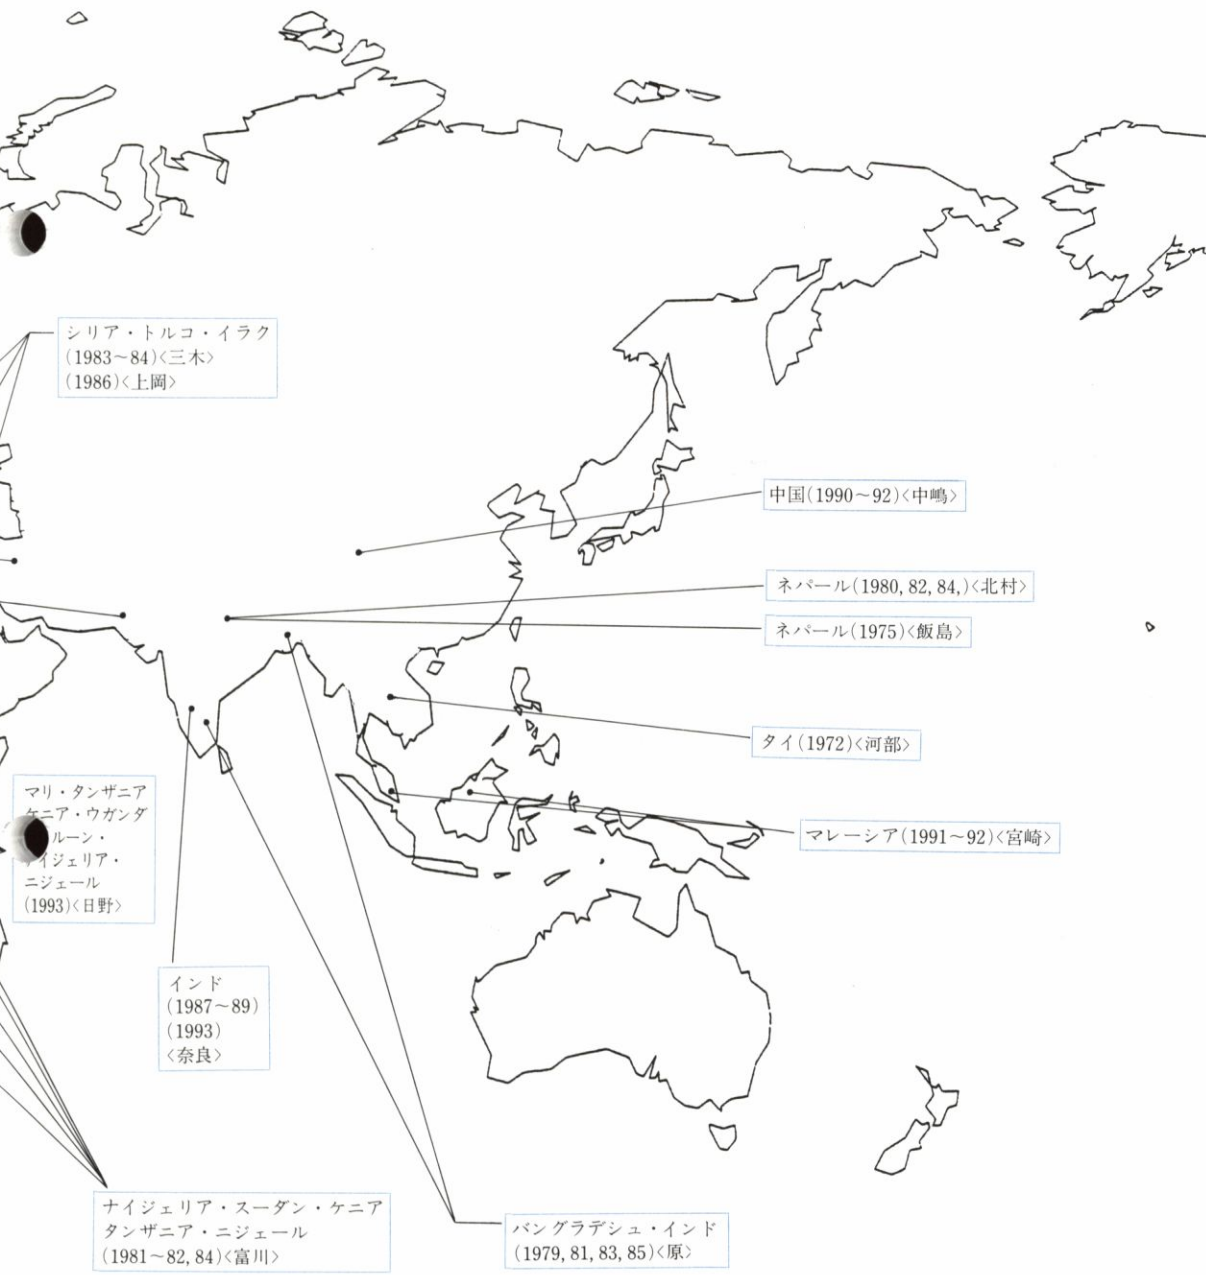 シリア・トルコ・イラク
(1983~84)<三木>
(1986)<上岡>
中国(1990~92)<中嶋>
ネパール(1980, 82, 84,)<北村>
ネパール(1975)<飯島>
タイ(1972)<河部>
マレーシア(1991~92)<宮崎>
マリ・タンザニア
ケニア・ウガンダ
ルーン・
イジェリア・
ニジェール
(1993)<日野>
インド
(1987~89)
(1993)
<奈良>
ナイジェリア・スーダン・ケニア
タンザニア・ニジェール
(1981~82, 84)<富川>
バングラデシュ・インド
(1979, 81, 83, 85)<原>